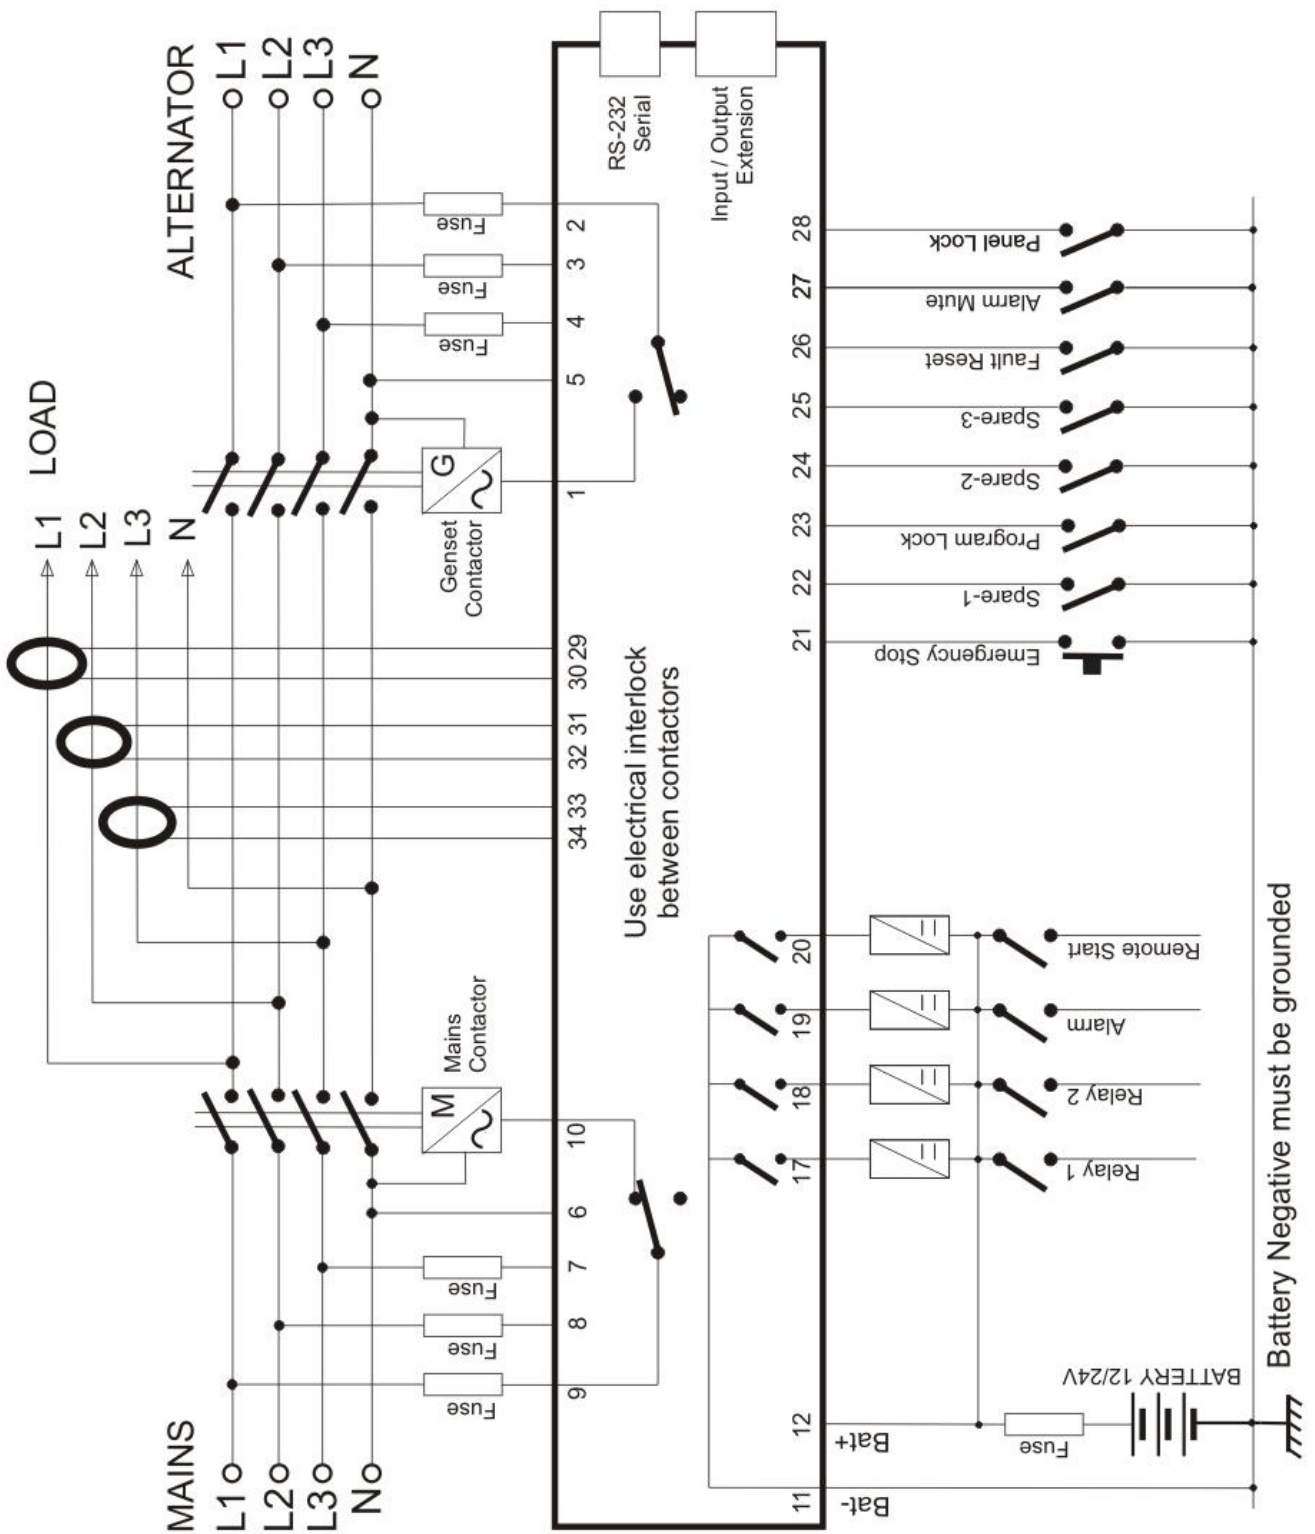 MAINS
L1
L2
L3
N
LOAD
L1
L2
L3
N
ALTERNATOR
L1
L2
L3
N
Fuse
Fuse
Fuse
M
Mains
Contactor
G
Genset
Contactor
Fuse
Fuse
Fuse
9
8
7
6
10
34
33
32
31
30
29
1
5
4
3
2
RS-232
Serial
Use electrical interlock
between contactors
Input / Output
Extension
11
12
17
18
19
20
21
22
23
24
25
26
27
28
Bat-
Bat+
Fuse
BATTERY 12/24V
Relay 1
Relay 2
Alarm
Remote Start
Emergency Stop
Spare-1
Program Lock
Spare-2
Spare-3
Fault Reset
Alarm Mute
Panel Lock
Battery Negative must be grounded